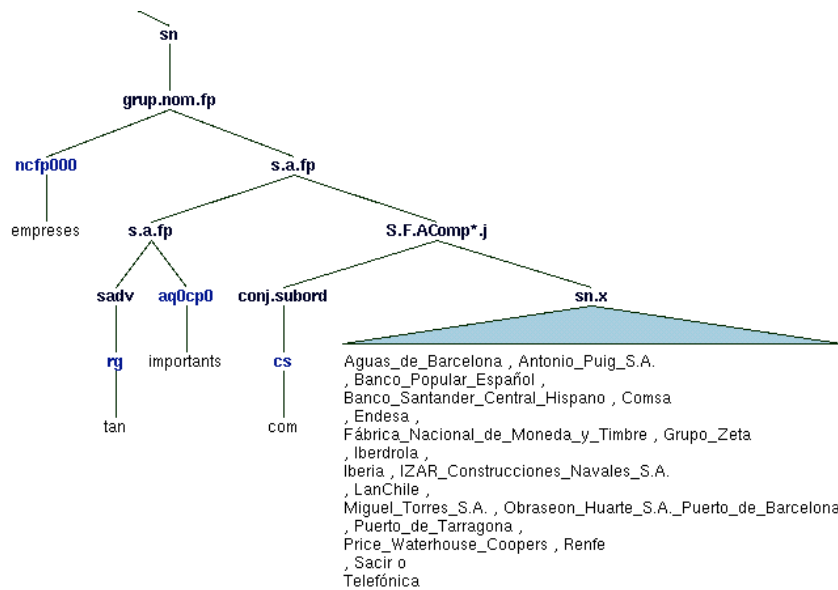 sn
grup.nom.fp
ncfp000 s.a.fp
empreses s.a.fp S.F.AComp*.j
sadv aq0cp0 conj.subord sn.x
rg importants cs Aguas_de_Barcelona , Antonio_Puig_S.A.
, Banco_Popular_Español ,
Banco_Santander_Central_Hispano , Comsa
, Endesa ,
tan com Fábrica_Nacional_de_Moneda_y_Timbre , Grupo_Zeta
, Iberdrola ,
Iberia , IZAR_Construcciones_Navales_S.A.
, LanChile ,
Miguel_Torres_S.A. , Obraseon_Huarte_S.A._Puerto_de_Barcelona
, Puerto_de_Tarragona ,
Price_Waterhouse_Coopers , Renfe
, Sacir o
Telefónica